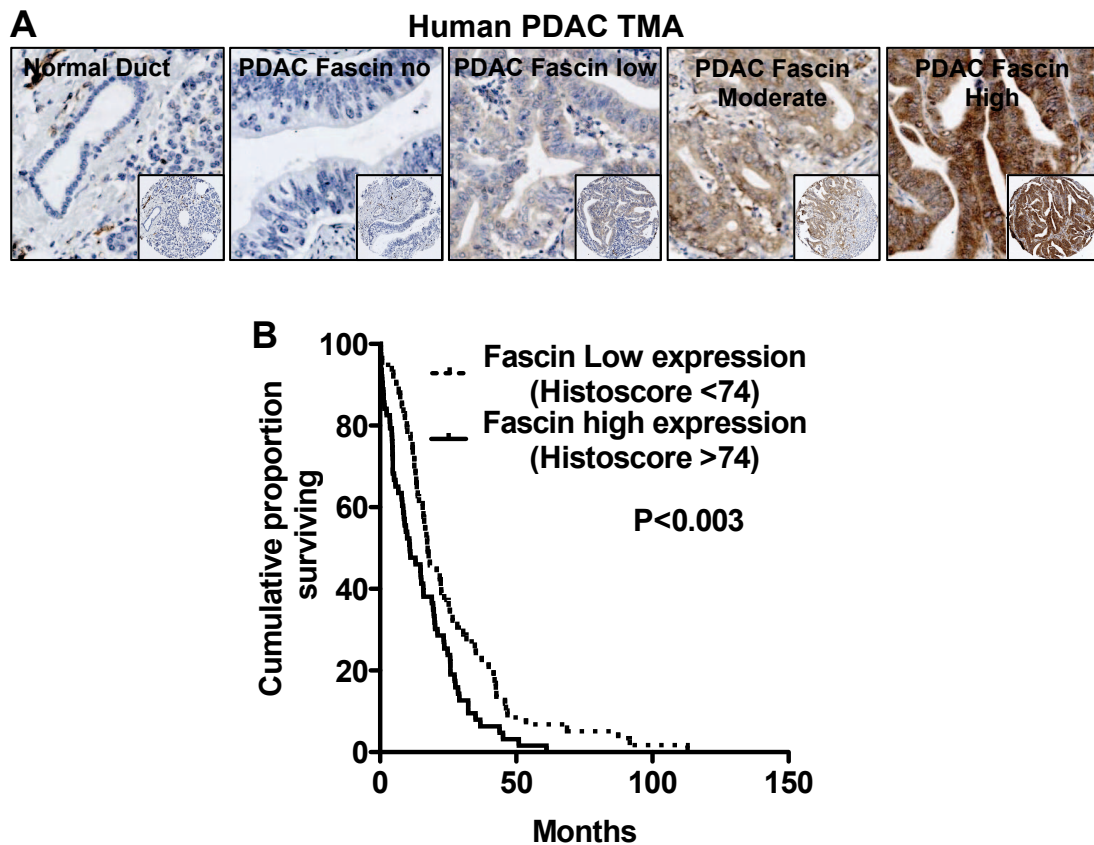 A
Human PDAC TMA
Normal Duct
PDAC Fascin no
PDAC Fascin low
PDAC Fascin
Moderate
PDAC Fascin
High
B
100
80
60
40
20
0
Cumulative proportion
surviving
Fascin Low expression
(Histoscore <74)
Fascin high expression
(Histoscore >74)
P<0.003
0
50
100
150
Months